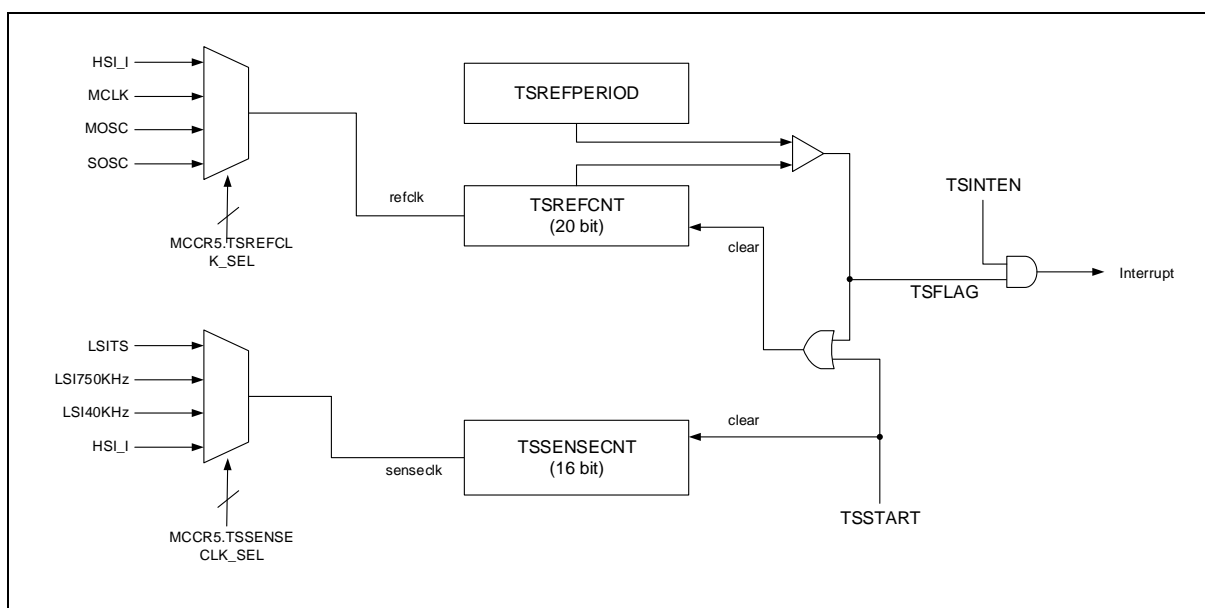 HSI_I
MCLK
MOSC
SOSC
MCCR5.TSREFCL
K_SEL
refclk
TSREFPERIOD
TSREFCNT
(20 bit)
clear
TSINTEN
TSFLAG
Interrupt
LSITS
LSI750KHz
LSI40KHz
HSI_I
MCCR5.TSSENSE
CLK_SEL
senseclk
TSSENSECNT
(16 bit)
clear
TSSTART